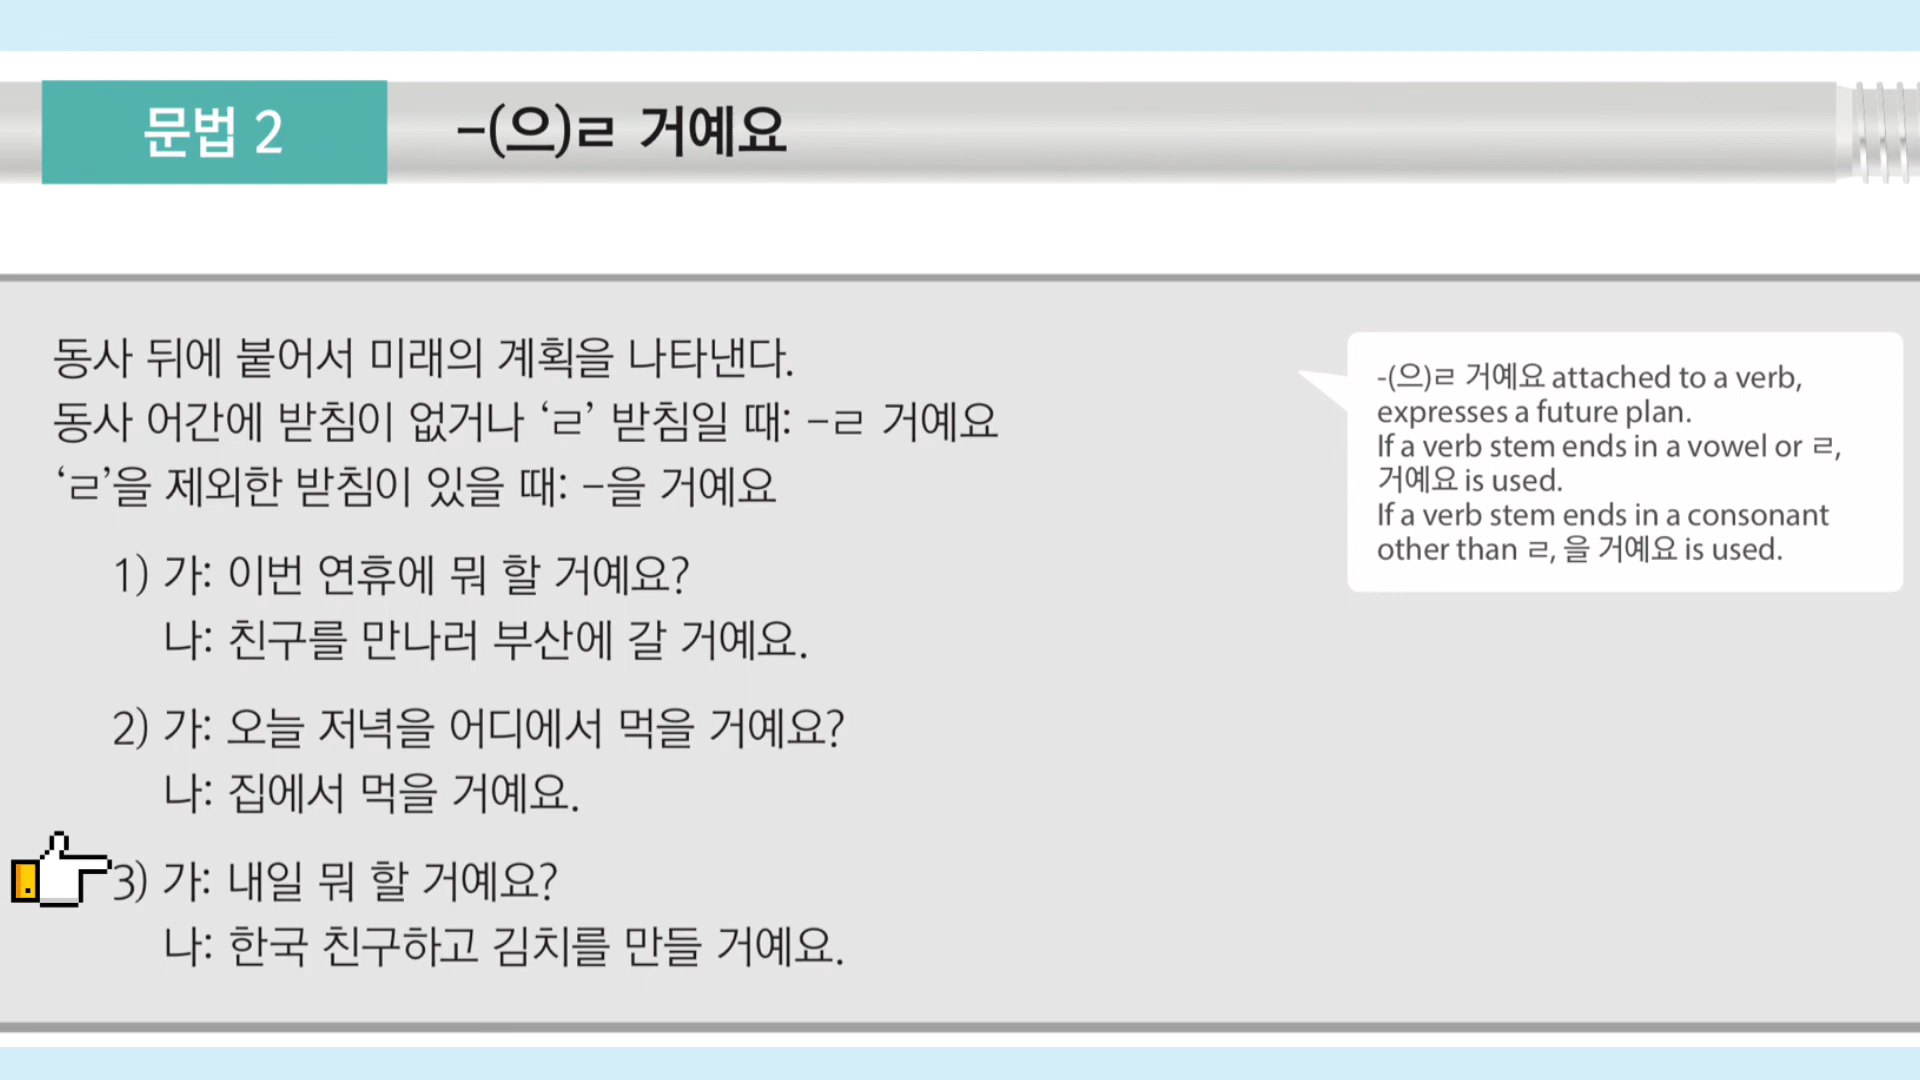 문법 2
-(으)ㄹ 거예요
동사 뒤에 붙어서 미래의 계획을 나타낸다.
동사 어간에 받침이 없거나 ‘ㄹ’ 받침일 때: -ㄹ 거예요
‘ㄹ’을 제외한 받침이 있을 때: -을 거예요
1) 가: 이번 연휴에 뭐 할 거예요?
나: 친구를 만나러 부산에 갈 거예요.
2) 가: 오늘 저녁을 어디에서 먹을 거예요?
나: 집에서 먹을 거예요.
3) 가: 내일 뭐 할 거예요?
나: 한국 친구하고 김치를 만들 거예요.
-(으)ㄹ 거예요 attached to a verb,
expresses a future plan.
If a verb stem ends in a vowel or ㄹ,
거예요 is used.
If a verb stem ends in a consonant
other than ㄹ, 을 거예요 is used.